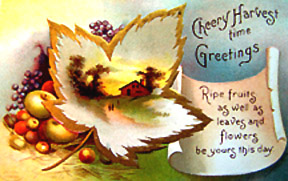 Cheery Harvest
time
Greetings
Ripe fruits
as well as
leaves and
flowers
be yours this day.